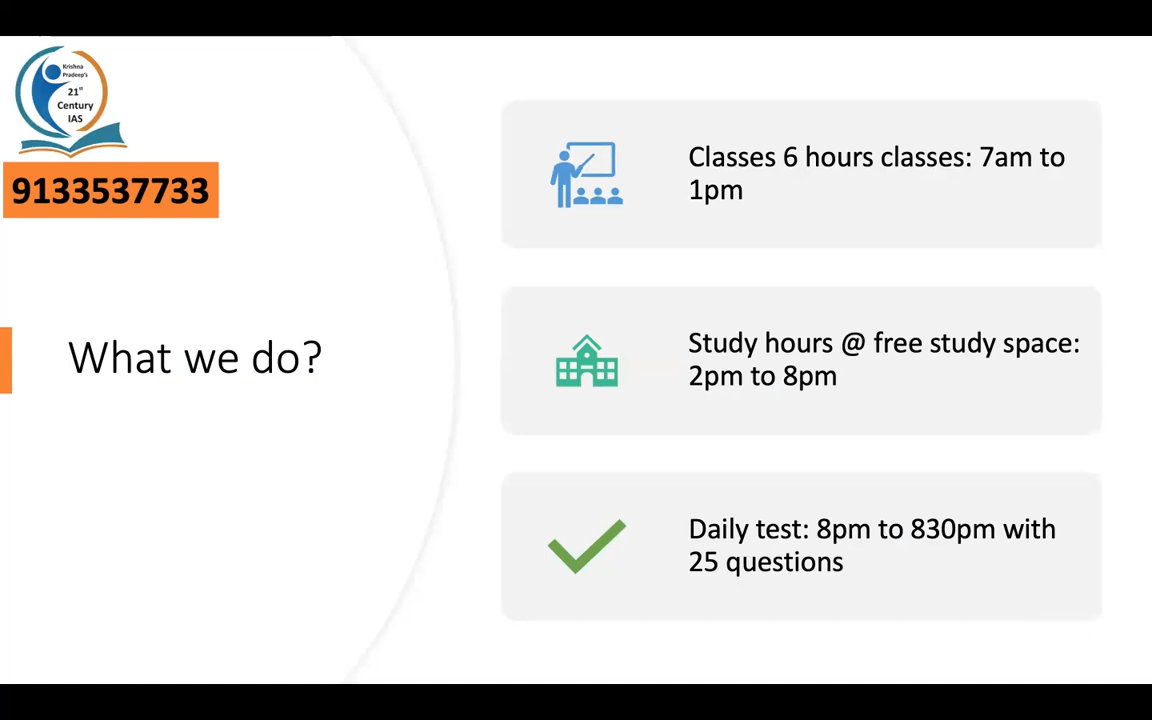 Krishna
Pradeep's
21st
Century
IAS
9133537733
What we do?
Classes 6 hours classes: 7am to
1pm
Study hours @ free study space:
2pm to 8pm
Daily test: 8pm to 830pm with
25 questions